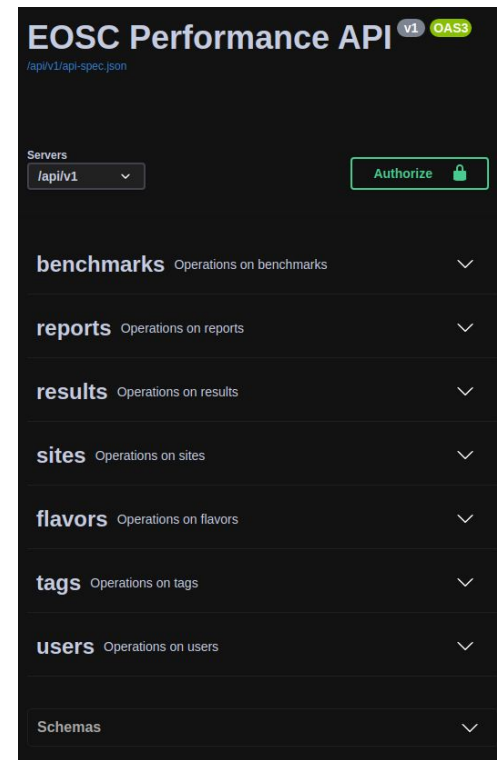 EOSC Performance API v1 OAS3
/api/v1/api-spec.json
Servers
/api/v1
Authorize
benchmarks Operations on benchmarks
reports Operations on reports
results Operations on results
sites Operations on sites
flavors Operations on flavors
tags Operations on tags
users Operations on users
Schemas